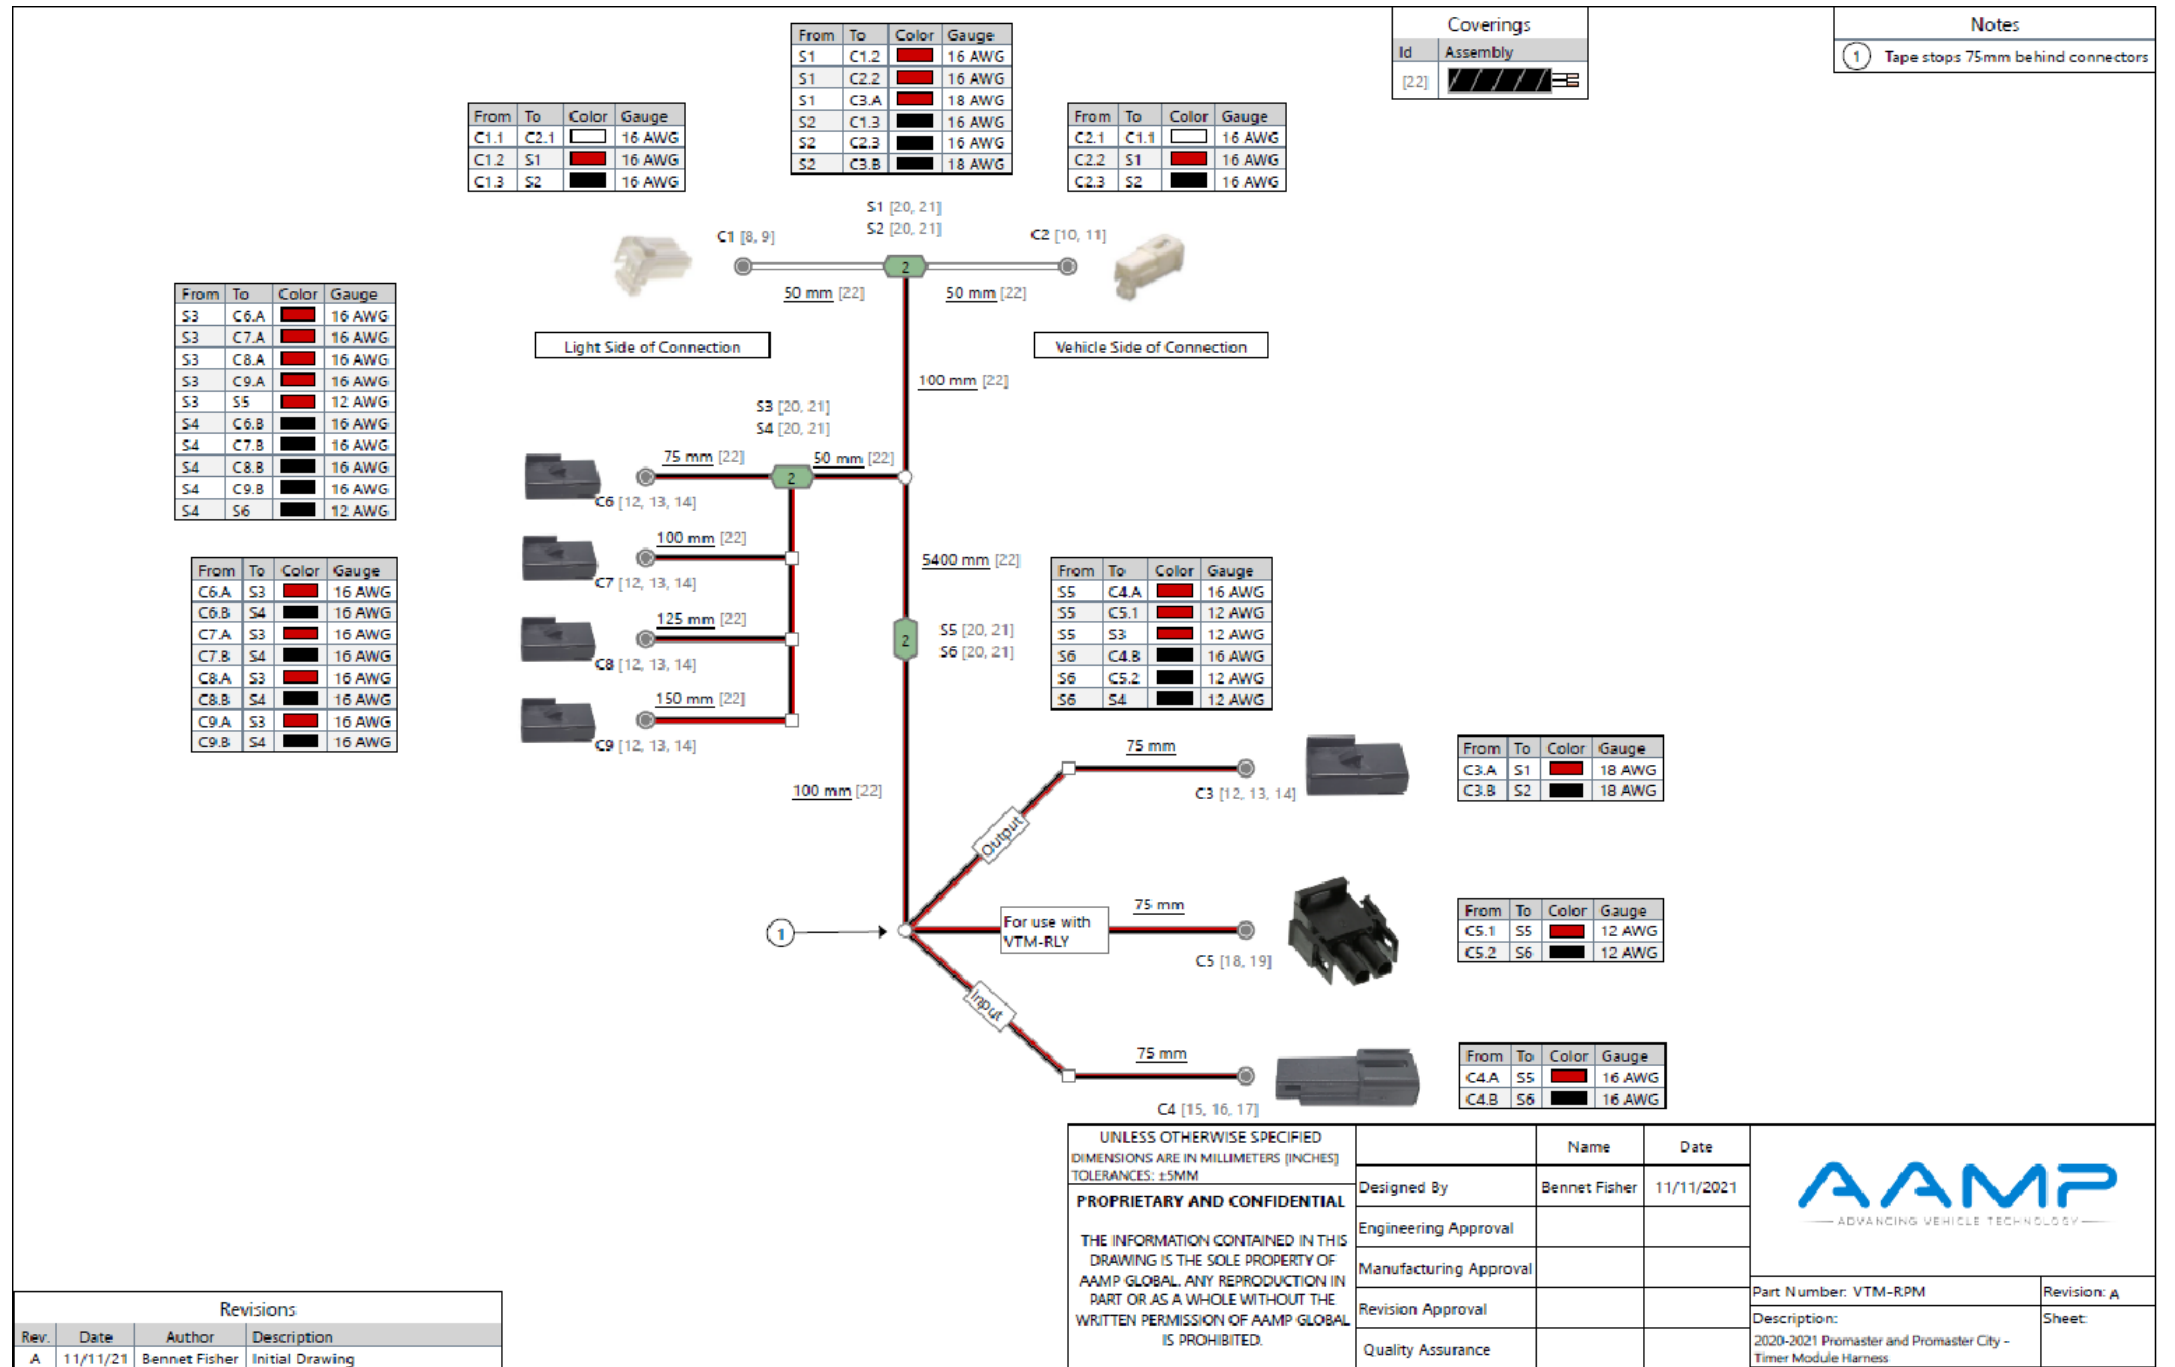 From To Color Gauge
S1 C1.2 16 AWG
S1 C2.2 16 AWG
S1 C3.A 18 AWG
S2 C1.3 16 AWG
S2 C2.3 16 AWG
S2 C3.B 18 AWG
Coverings
Id Assembly
[22]
Notes
1 Tape stops 75mm behind connectors
From To Color Gauge
C1.1 C2.1 16 AWG
C1.2 S1 16 AWG
C1.3 S2 16 AWG
From To Color Gauge
C2.1 C1.1 16 AWG
C2.2 S1 16 AWG
C2.3 S2 16 AWG
S1 [20, 21]
S2 [20, 21]
C1 [8, 9]
C2 [10, 11]
2
50 mm [22]
50 mm [22]
Light Side of Connection
Vehicle Side of Connection
100 mm [22]
From To Color Gauge
S3 C6.A 16 AWG
S3 C7.A 16 AWG
S3 C8.A 16 AWG
S3 C9.A 16 AWG
S3 S5 12 AWG
S4 C6.B 16 AWG
S4 C7.B 16 AWG
S4 C8.B 16 AWG
S4 C9.B 16 AWG
S4 S6 12 AWG
S3 [20, 21]
S4 [20, 21]
75 mm [22]
50 mm [22]
2
C6 [12, 13, 14]
100 mm [22]
C7 [12, 13, 14]
125 mm [22]
C8 [12, 13, 14]
150 mm [22]
C9 [12, 13, 14]
From To Color Gauge
C6.A S3 16 AWG
C6.B S4 16 AWG
C7.A S3 16 AWG
C7.B S4 16 AWG
C8.A S3 16 AWG
C8.B S4 16 AWG
C9.A S3 16 AWG
C9.B S4 16 AWG
5400 mm [22]
2
S5 [20, 21]
S6 [20, 21]
From To Color Gauge
S5 C4.A 16 AWG
S5 C5.1 12 AWG
S5 S3 12 AWG
S6 C4.B 16 AWG
S6 C5.2 12 AWG
S6 S4 12 AWG
100 mm [22]
75 mm
C3 [12, 13, 14]
Output
From To Color Gauge
C3.A S1 18 AWG
C3.B S2 18 AWG
1
For use with
VTM-RLY
75 mm
C5 [18, 19]
From To Color Gauge
C5.1 S5 12 AWG
C5.2 S6 12 AWG
Input
75 mm
C4 [15, 16, 17]
From To Color Gauge
C4.A S5 16 AWG
C4.B S6 16 AWG
UNLESS OTHERWISE SPECIFIED
DIMENSIONS ARE IN MILLIMETERS [INCHES]
TOLERANCES: ±5MM
PROPRIETARY AND CONFIDENTIAL
THE INFORMATION CONTAINED IN THIS
DRAWING IS THE SOLE PROPERTY OF
AAMP GLOBAL. ANY REPRODUCTION IN
PART OR AS A WHOLE WITHOUT THE
WRITTEN PERMISSION OF AAMP GLOBAL
IS PROHIBITED.
Name Date
Designed By Bennet Fisher 11/11/2021
Engineering Approval
Manufacturing Approval
Revision Approval
Quality Assurance
AAMP
ADVANCING VEHICLE TECHNOLOGY
Part Number: VTM-RPM
Revision: A
Description:
2020-2021 Promaster and Promaster City -
Timer Module Harness
Sheet:
Revisions
Rev. Date Author Description
A 11/11/21 Bennet Fisher Initial Drawing